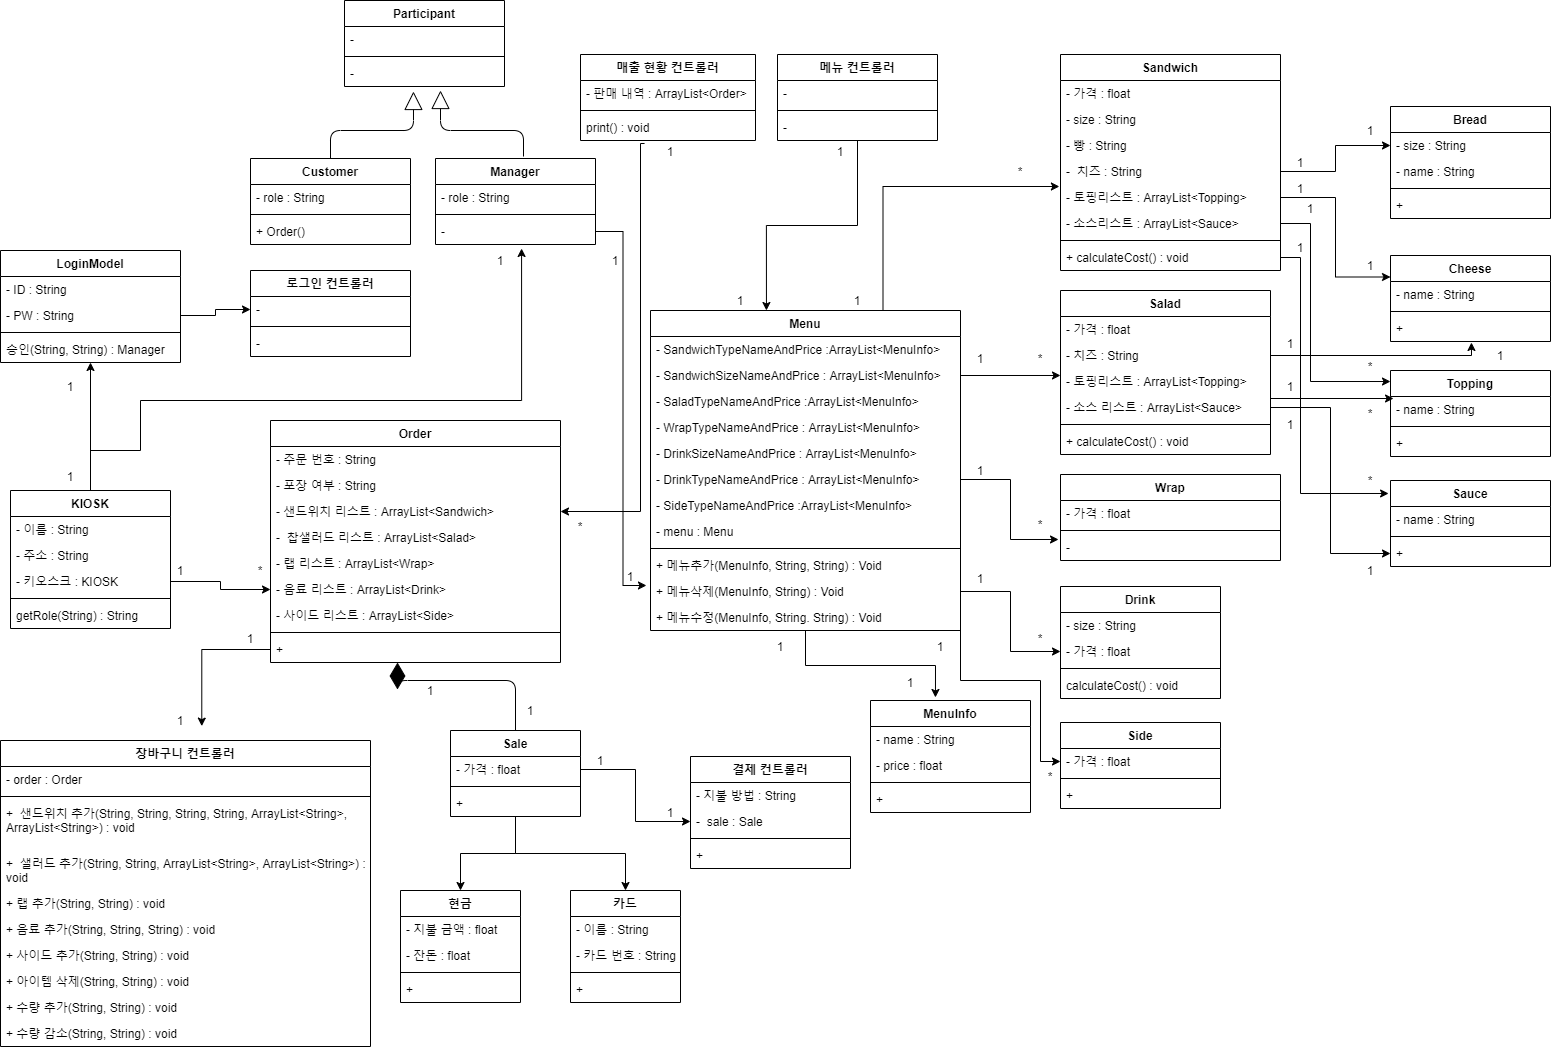 Participant
-
-
매출 현황 컨트롤러
- 판매 내역 : ArrayList<Order>
print() : void
메뉴 컨트롤러
-
-
Sandwich
- 가격 : float
- size : String
- 빵 : String
- 치즈 : String
- 토핑리스트 : ArrayList<Topping>
- 소스리스트 : ArrayList<Sauce>
+ calculateCost() : void
Bread
- size : String
- name : String
+
Customer
- role : String
+ Order()
Manager
- role : String
-
LoginModel
- ID : String
- PW : String
승인(String, String) : Manager
로그인 컨트롤러
-
-
Cheese
- name : String
+
Menu
- SandwichTypeNameAndPrice :ArrayList<MenuInfo>
- SandwichSizeNameAndPrice : ArrayList<MenuInfo>
- SaladTypeNameAndPrice :ArrayList<MenuInfo>
- WrapTypeNameAndPrice : ArrayList<MenuInfo>
- DrinkSizeNameAndPrice : ArrayList<MenuInfo>
- DrinkTypeNameAndPrice : ArrayList<MenuInfo>
- SideTypeNameAndPrice :ArrayList<MenuInfo>
- menu : Menu
+ 메뉴추가(MenuInfo, String, String) : Void
+ 메뉴삭제(MenuInfo, String) : Void
+ 메뉴수정(MenuInfo, String. String) : Void
Salad
- 가격 : float
- 치즈 : String
- 토핑리스트 : ArrayList<Topping>
- 소스 리스트 : ArrayList<Sauce>
+ calculateCost() : void
Topping
- name : String
+
Order
- 주문 번호 : String
- 포장 여부 : String
- 샌드위치 리스트 : ArrayList<Sandwich>
- 찹샐러드 리스트 : ArrayList<Salad>
- 랩 리스트 : ArrayList<Wrap>
- 음료 리스트 : ArrayList<Drink>
- 사이드 리스트 : ArrayList<Side>
+
KIOSK
- 이름 : String
- 주소 : String
- 키오스크 : KIOSK
getRole(String) : String
Wrap
- 가격 : float
-
Sauce
- name : String
+
Drink
- size : String
- 가격 : float
calculateCost() : void
MenuInfo
- name : String
- price : float
+
Side
- 가격 : float
+
장바구니 컨트롤러
- order : Order
+ 샌드위치 추가(String, String, String, String, ArrayList<String>,
ArrayList<String>) : void
+ 샐러드 추가(String, String, ArrayList<String>, ArrayList<String>) :
void
+ 랩 추가(String, String) : void
+ 음료 추가(String, String, String) : void
+ 사이드 추가(String, String) : void
+ 아이템 삭제(String, String) : void
+ 수량 추가(String, String) : void
+ 수량 감소(String, String) : void
Sale
- 가격 : float
+
결제 컨트롤러
- 지불 방법 : String
- sale : Sale
+
현금
- 지불 금액 : float
- 잔돈 : float
+
카드
- 이름 : String
- 카드 번호 : String
+
1
1
1
1
1
1
*
1
1
1
1
*
1
1
1
*
1
*
1
1
1
1
*
1
*
1
*
1
1
1
*
1
1
1
1
1
1
1
1
1
1
1
*
1
*
1
*
1